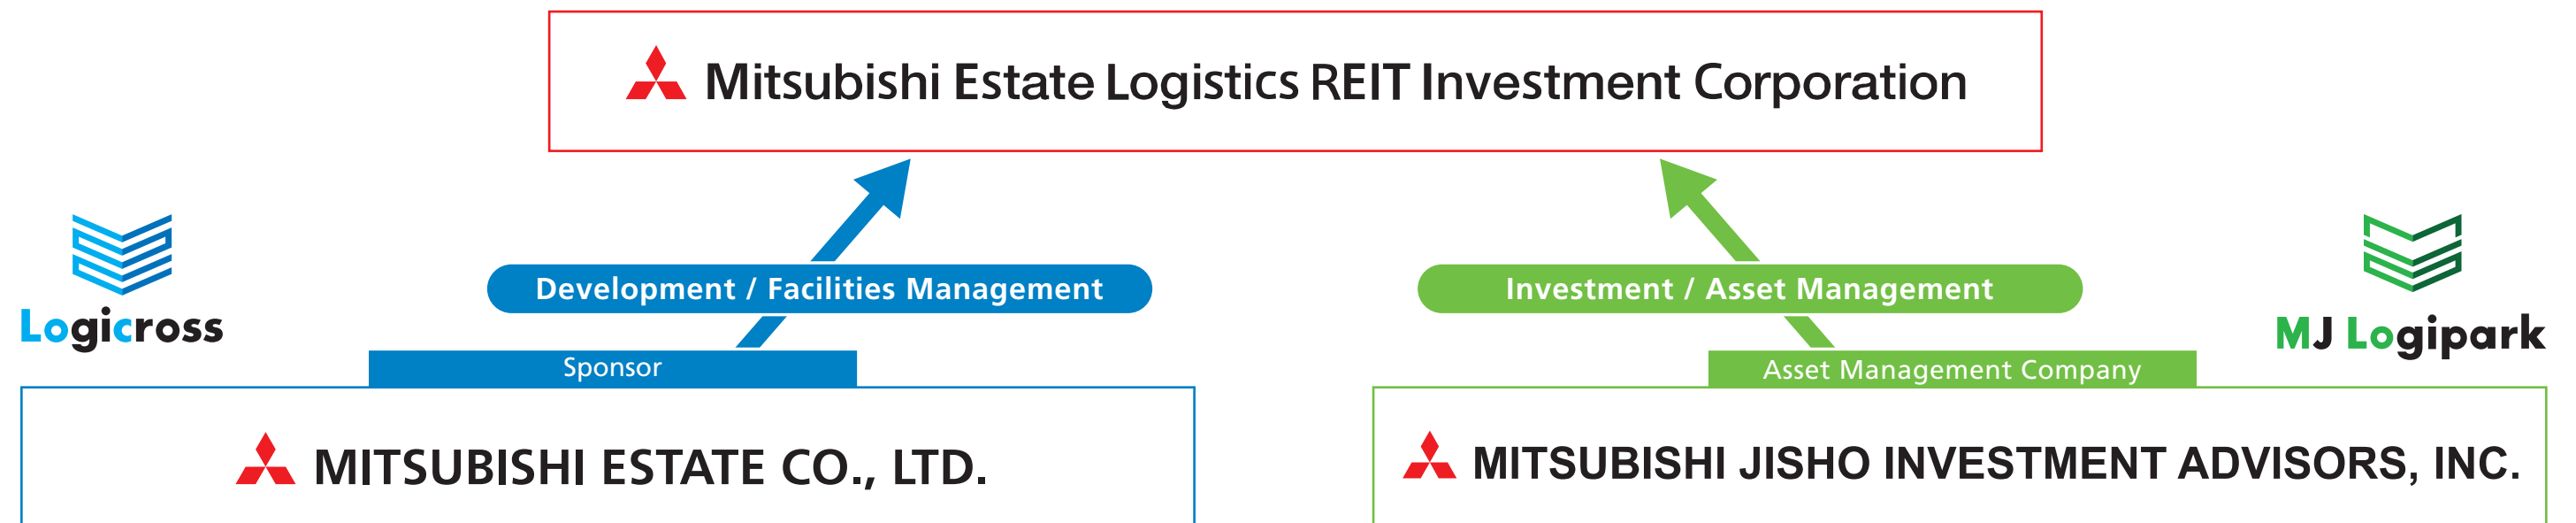 Mitsubishi Estate Logistics REIT Investment Corporation
Logicross
Development / Facilities Management
Investment / Asset Management
MJ Logipark
Sponsor
Asset Management Company
MITSUBISHI ESTATE CO., LTD.
MITSUBISHI JISHO INVESTMENT ADVISORS, INC.